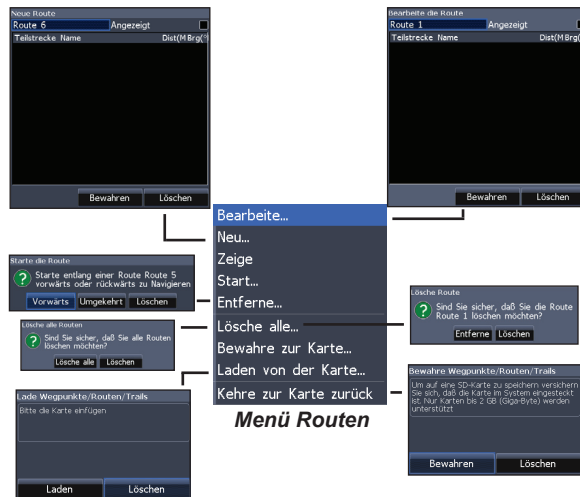 Neue Route
Route 6 Angezeigt
Teilstrecke Name Dist(M Brg(°
Bewahren Löschen
Bearbeite die Route
Route 1 Angezeigt
Teilstrecke Name Dist(M Brg(
Bewahren Löschen
Bearbeite...
Neu...
Zeige
Start...
Entferne...
Lösche alle...
Bewahre zur Karte...
Laden von der Karte...
Kehre zur Karte zurück
Menü Routen
Starte die Route
Starte entlang einer Route Route 5
vorwärts oder rückwärts zu Navigieren
Vorwärts Umgekehrt Löschen
Lösche alle Routen
Sind Sie sicher, daß Sie alle Routen
löschen möchten?
Lösche alle Löschen
Lade Wegpunkte/Routen/Trails
Bitte die Karte einfügen
Laden Löschen
Lösche Route
Sind Sie sicher, daß Sie die Route
Route 1 löschen möchten?
Entferne Löschen
Bewahre Wegpunkte/Routen/Trails
Um auf eine SD-Karte zu speichern versichern
Sie sich, daß die Karte im System eingesteckt
ist. Nur Karten bis 2 GB (Giga-Byte) werden
unterstützt
Bewahren Löschen